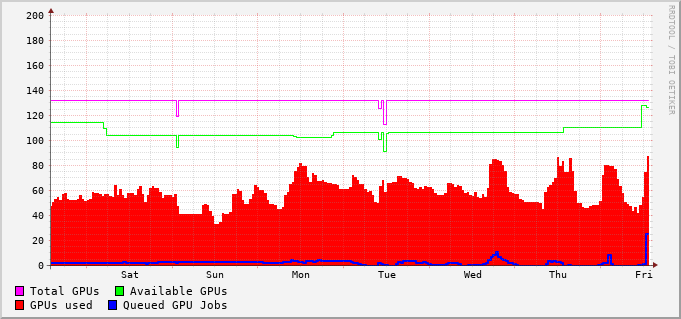 200
180
160
140
120
100
80
60
40
20
0
Sat Sun Mon Tue Wed Thu Fri
Total GPUs Available GPUs
GPUs used Queued GPU Jobs
RRDTOOL / TOBI OETIKER